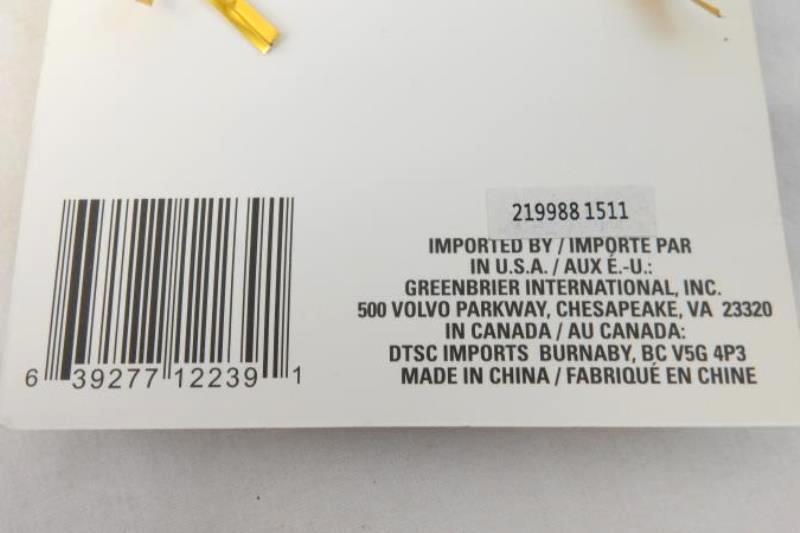 219988 1511
IMPORTED BY / IMPORTÉ PAR
IN U.S.A. / AUX É.-U.:
GREENBRIER INTERNATIONAL, INC.
500 VOLVO PARKWAY, CHESAPEAKE, VA 23320
IN CANADA / AU CANADA:
DTSC IMPORTS BURNABY, BC V5G 4P3
MADE IN CHINA / FABRIQUÉ EN CHINE
6 39277 12239 1